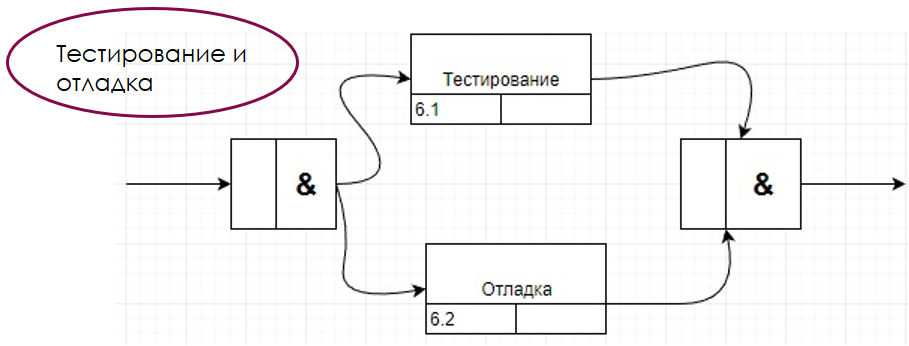 Тестирование и
отладка
Тестирование
6.1
&
&
Отладка
6.2